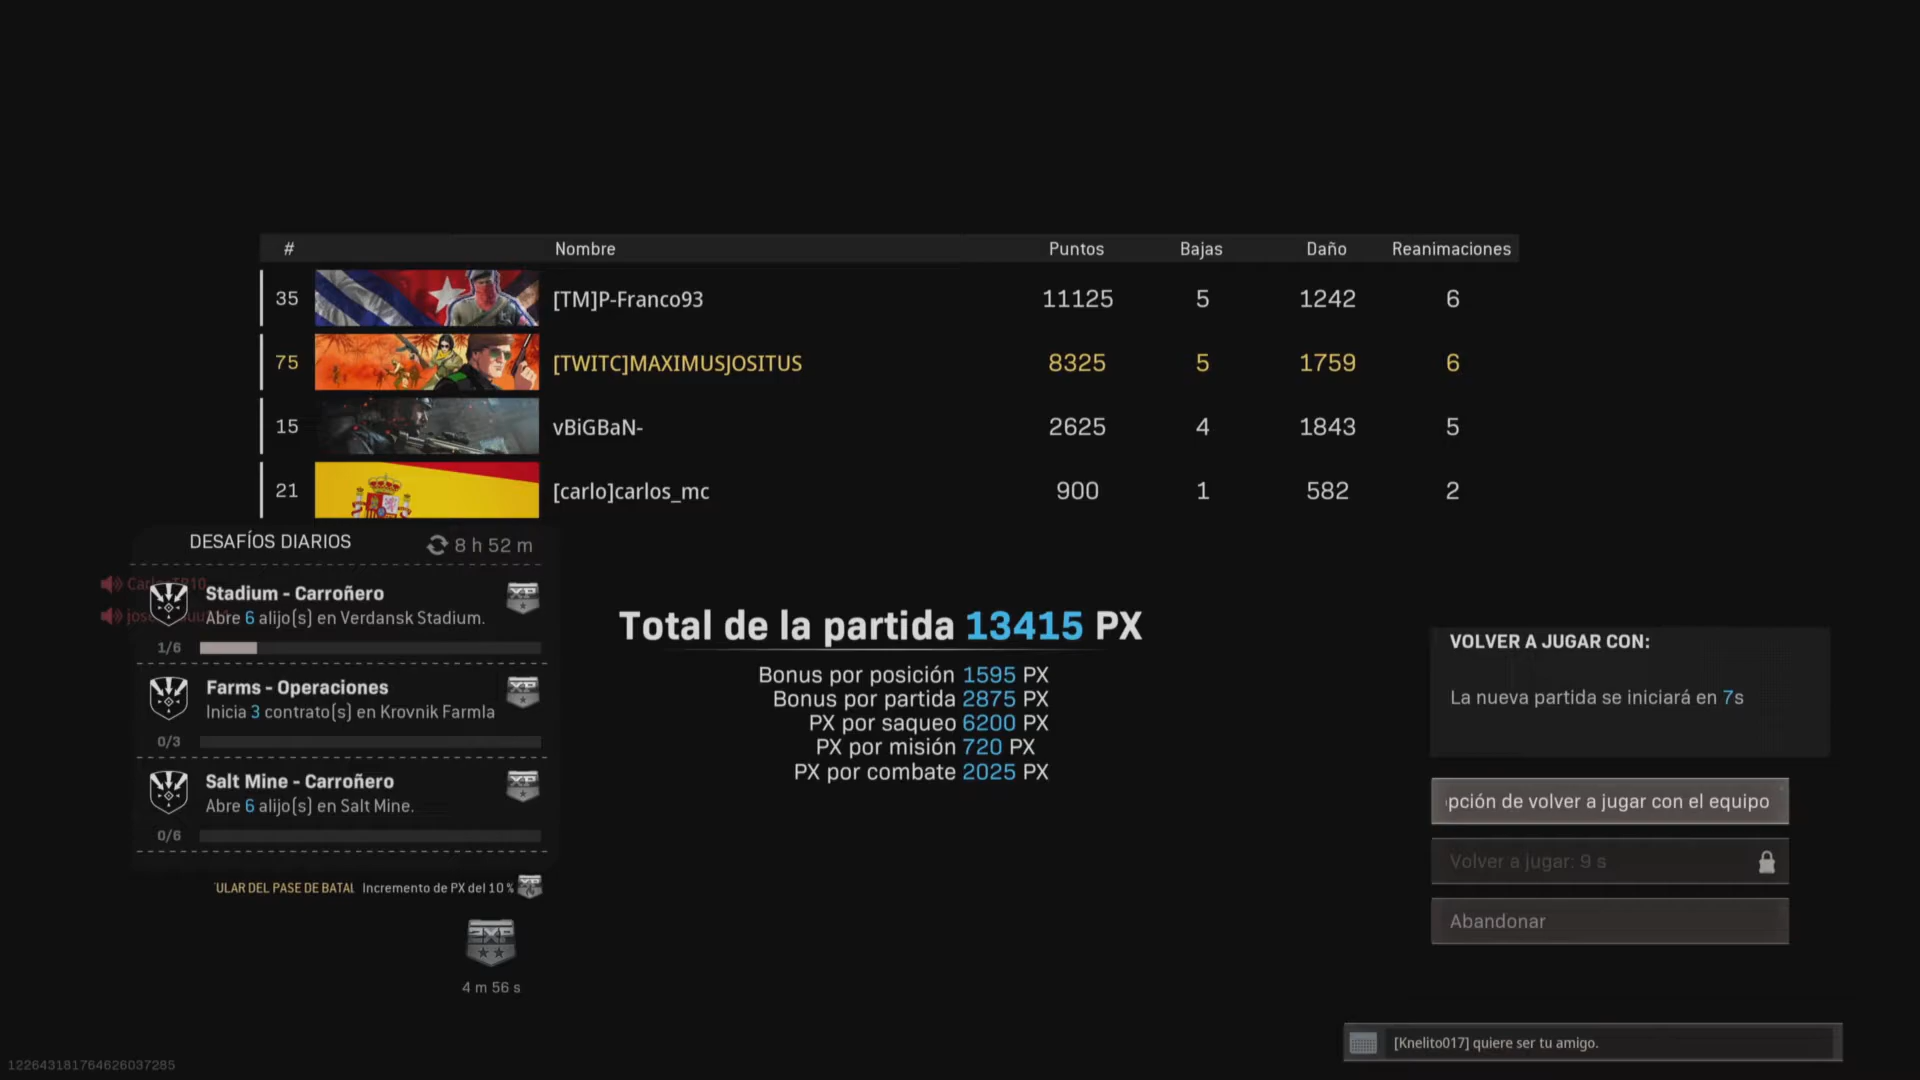 # Nombre Puntos Bajas Daño Reanimaciones
35 [TM]P-Franco93 11125 5 1242 6
75 [TWITC]MAXIMUSJOSITUS 8325 5 1759 6
15 vBiGBaN- 2625 4 1843 5
21 [carlo]carlos_mc 900 1 582 2
DESAFÍOS DIARIOS 8 h 52 m
Stadium - Carroñero
Abre 6 alijo(s) en Verdansk Stadium.
1/6
Farms - Operaciones
Inicia 3 contrato(s) en Krovnik Farmla
0/3
Salt Mine - Carroñero
Abre 6 alijo(s) en Salt Mine.
0/6
ULAR DEL PASE DE BATAL Incremento de PX del 10 %
2XP
4 m 56 s
Total de la partida 13415 PX
Bonus por posición 1595 PX
Bonus por partida 2875 PX
PX por saqueo 6200 PX
PX por misión 720 PX
PX por combate 2025 PX
VOLVER A JUGAR CON:
La nueva partida se iniciará en 7s
pción de volver a jugar con el equipo
Volver a jugar: 9 s
Abandonar
[Knelito017] quiere ser tu amigo.
122643181764626037285